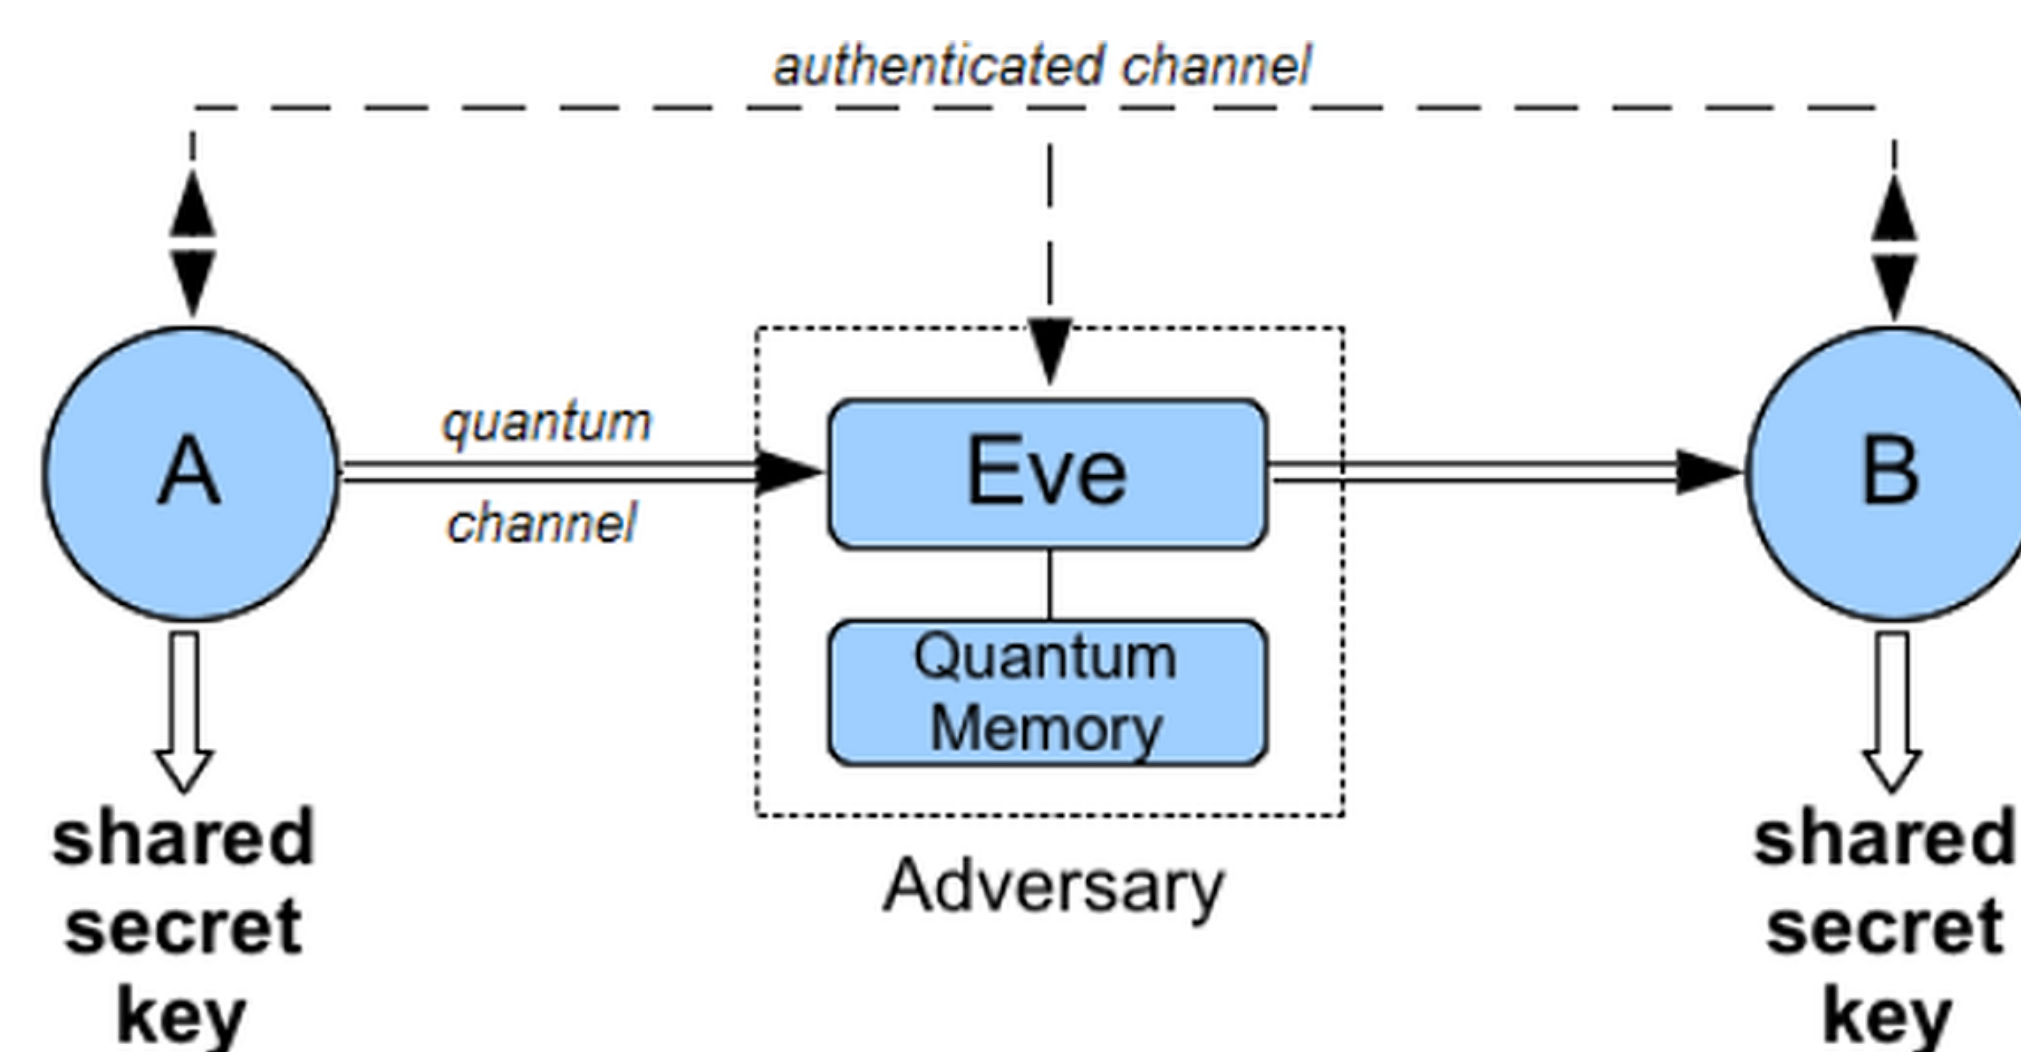 authenticated channel
A
quantum
channel
Eve
B
Quantum
Memory
Adversary
shared
secret
key
shared
secret
key